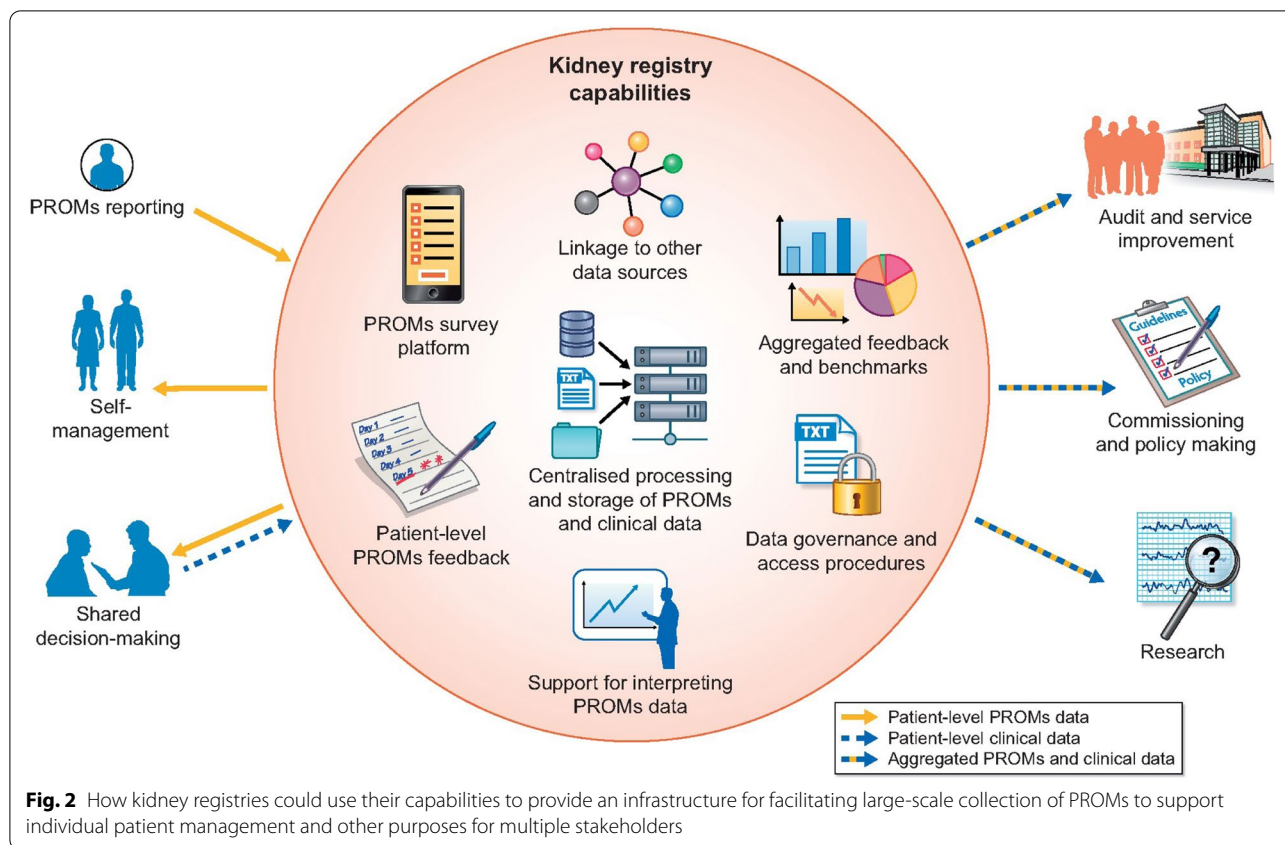 Kidney registry
capabilities
PROMs reporting
Self-
management
Shared
decision-making
PROMs survey
platform
Linkage to other
data sources
Aggregated feedback
and benchmarks
Day 1
Day 2
Day 3
Day 4
Day 5
Patient-level
PROMs feedback
TXT
Centralised processing
and storage of PROMs
and clinical data
TXT
Data governance and
access procedures
Support for interpreting
PROMs data
Audit and service
improvement
Guidelines
Policy
Commissioning
and policy making
?
Research
Patient-level PROMs data
Patient-level clinical data
Aggregated PROMs and clinical data
Fig. 2 How kidney registries could use their capabilities to provide an infrastructure for facilitating large-scale collection of PROMs to support
individual patient management and other purposes for multiple stakeholders